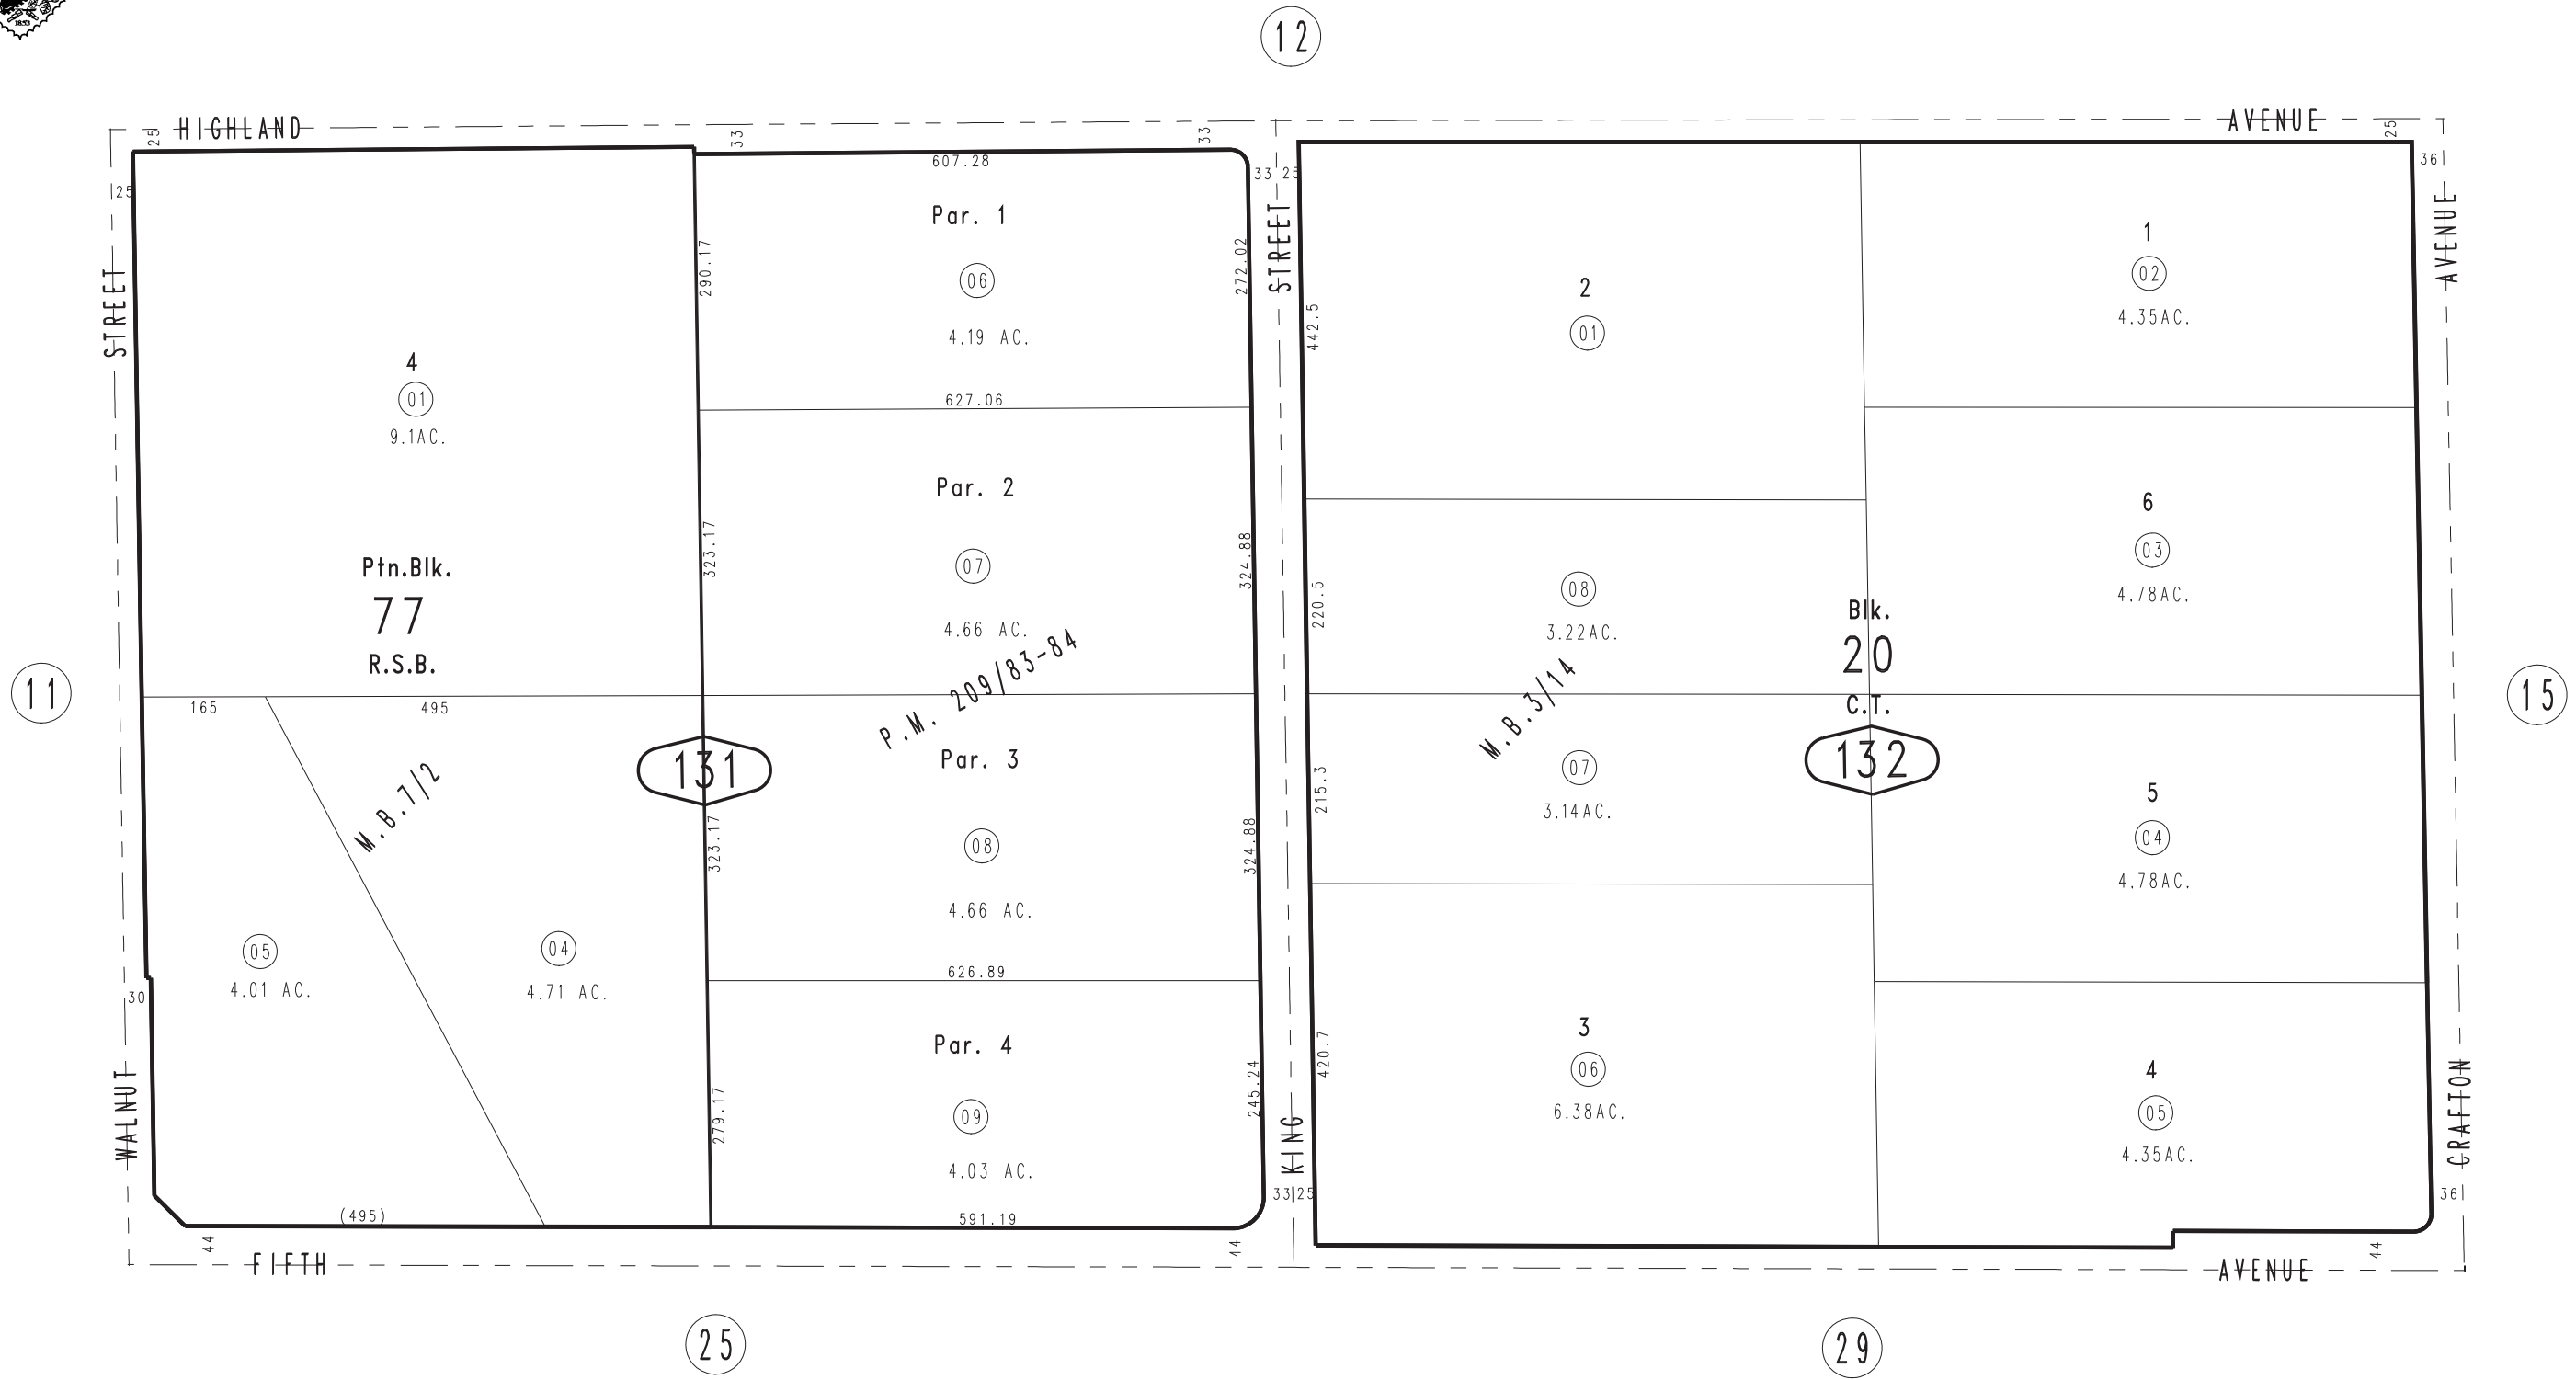 1853
12
HIGHLAND
AVENUE
25
33
33
25
607.28
25
33
25
36
Par. 1
06
4.19 AC.
290.17
272.02
627.06
STREET
STREET
AVENUE
4
01
9.1AC.
2
01
442.5
1
02
4.35AC.
Par. 2
07
4.66 AC.
323.17
324.88
Ptn.Blk.
77
R.S.B.
6
03
4.78AC.
08
3.22AC.
220.5
Blk.
20
C.T.
132
11
15
165
495
P.M. 209/83-84
M.B.3/14
M.B.7/2
131
Par. 3
08
4.66 AC.
323.17
324.88
626.89
07
3.14AC.
215.3
5
04
4.78AC.
05
4.01 AC.
04
4.71 AC.
30
Par. 4
09
4.03 AC.
279.17
245.24
591.19
3
06
6.38AC.
420.7
4
05
4.35AC.
WALNUT
KING
CRAFTON
33
25
36
(495)
44
44
44
FIFTH
AVENUE
25
29